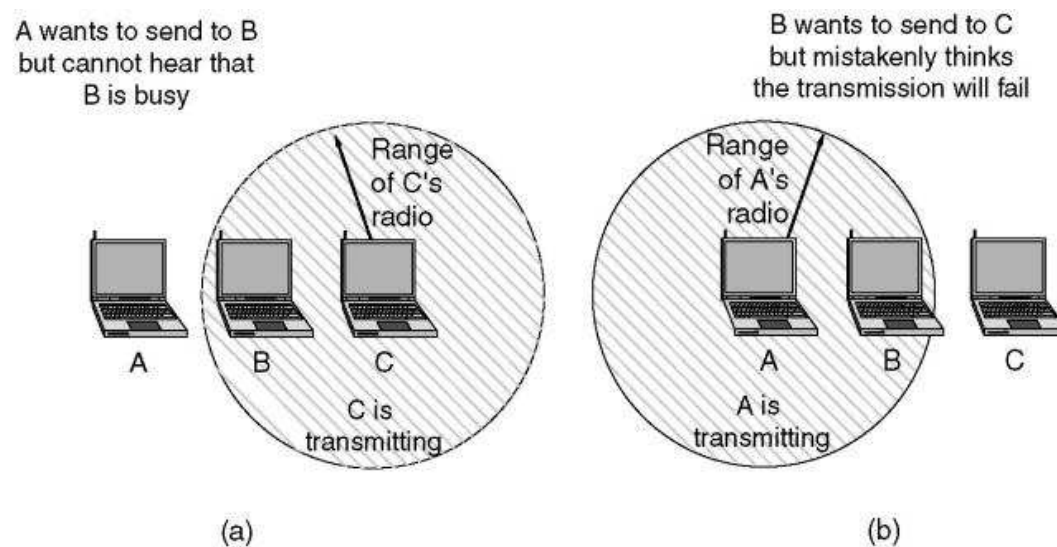 A wants to send to B
but cannot hear that
B is busy
Range
of C's
radio
A
B
C
C is
transmitting
(a)
B wants to send to C
but mistakenly thinks
the transmission will fail
Range
of A's
radio
A
B
C
A is
transmitting
(b)